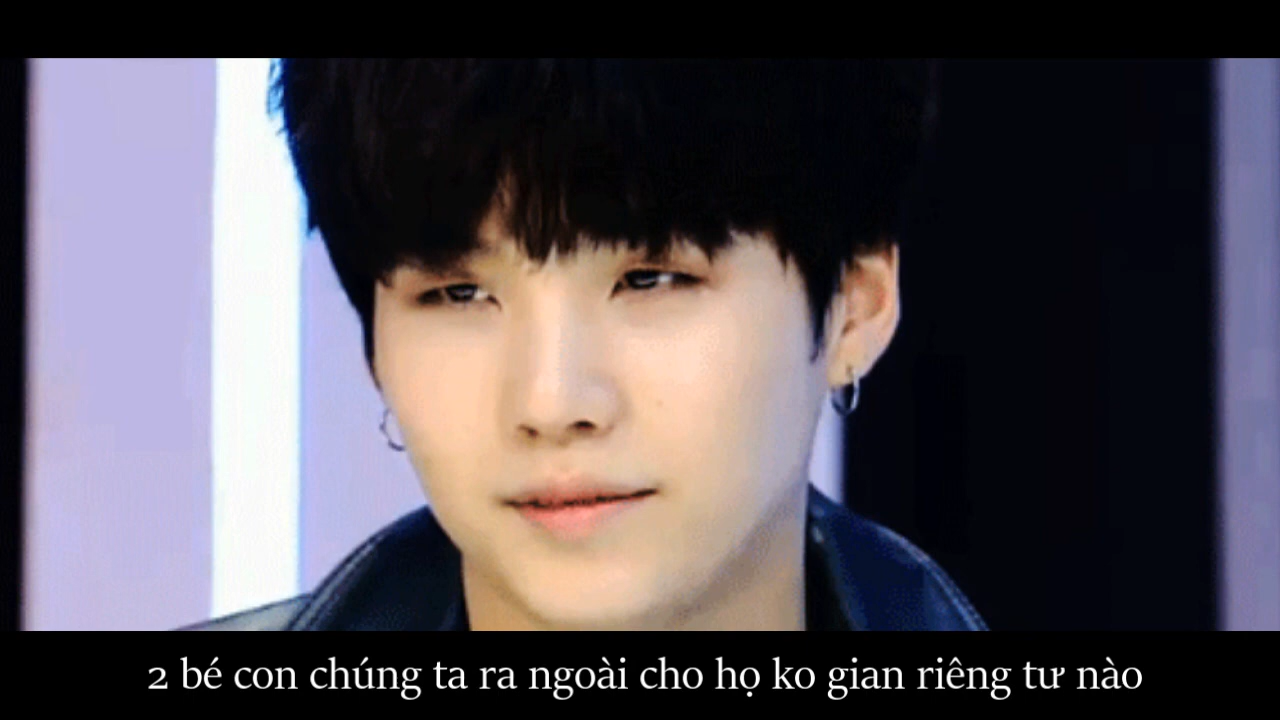 2 bé con chúng ta ra ngoài cho họ ko gian riêng tư nào